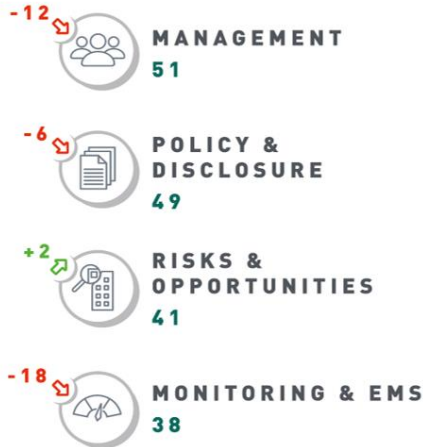 -12
MANAGEMENT
51
-6
POLICY &
DISCLOSURE
49
+2
RISKS &
OPPORTUNITIES
41
-18
MONITORING & EMS
38